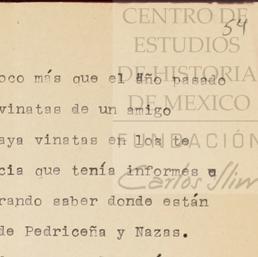 CENTRO DE
ESTUDIOS
DE HISTORIA
DE MEXICO
FUNDACIÓN
Carlos Slim
54
oco más que el año pasado
vinatas de un amigo
aya vinatas en los te
cia que tenía informes
rando saber donde están
de Pedriceña y Nazas.